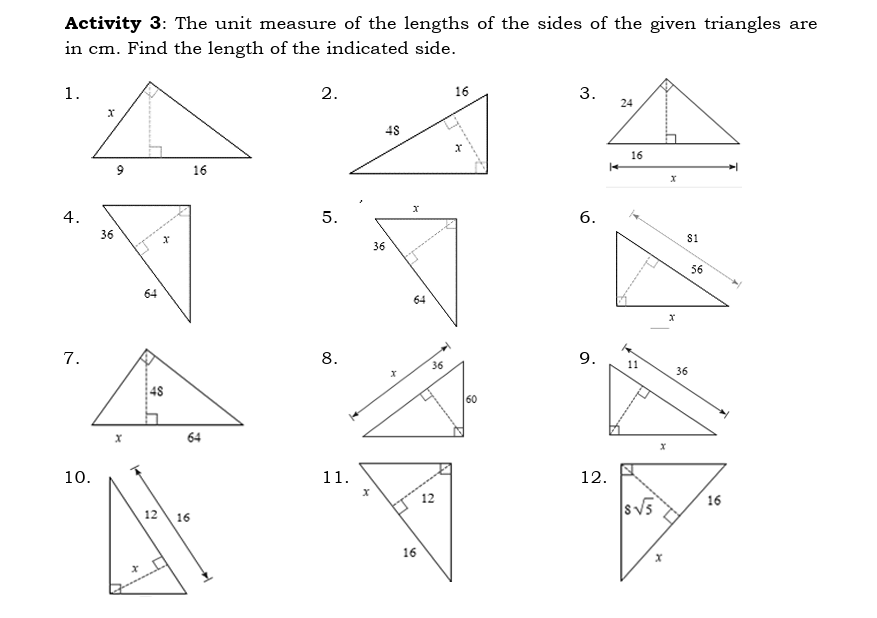 Activity 3: The unit measure of the lengths of the sides of the given triangles are
in cm. Find the length of the indicated side.
1.
x
9
16
2.
16
48
x
3.
24
16
x
4.
36
x
64
5.
x
36
64
6.
81
56
x
7.
48
x
64
8.
x
36
60
9.
11
36
x
10.
12
16
x
11.
x
12
16
12.
8√5
16
x